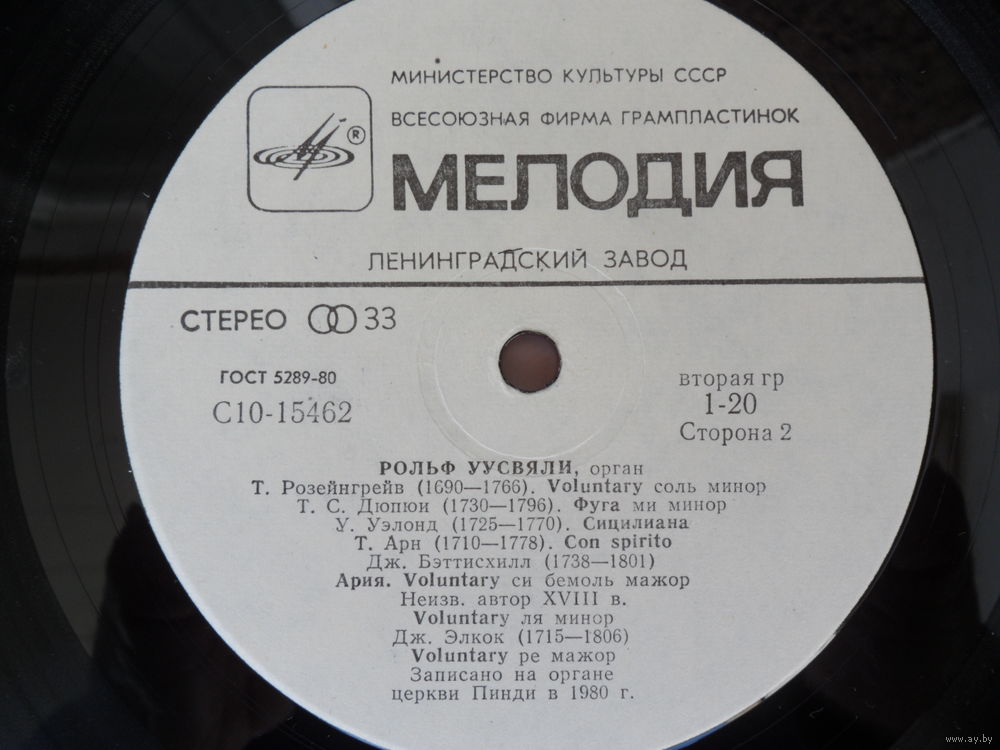 МИНИСТЕРСТВО КУЛЬТУРЫ СССР
ВСЕСОЮЗНАЯ ФИРМА ГРАМПЛАСТИНОК
®
МЕЛОДИЯ
ЛЕНИНГРАДСКИЙ ЗАВОД
СТЕРЕО 33
ГОСТ 5289-80
С10-15462
вторая гр
1-20
Сторона 2
РОЛЬФ УУСВЯЛИ, орган
Т. Розейнгрейв (1690—1766). Voluntary соль минор
Т. С. Дюпюи (1730—1796). Фуга ми минор
У. Уэлонд (1725—1770). Сицилиана
Т. Арн (1710—1778). Con spirito
Дж. Бэттисхилл (1738—1801)
Ария. Voluntary си бемоль мажор
Неизв. автор XVIII в.
Voluntary ля минор
Дж. Элкок (1715—1806)
Voluntary ре мажор
Записано на органе
церкви Пинди в 1980 г.
www.ay.by